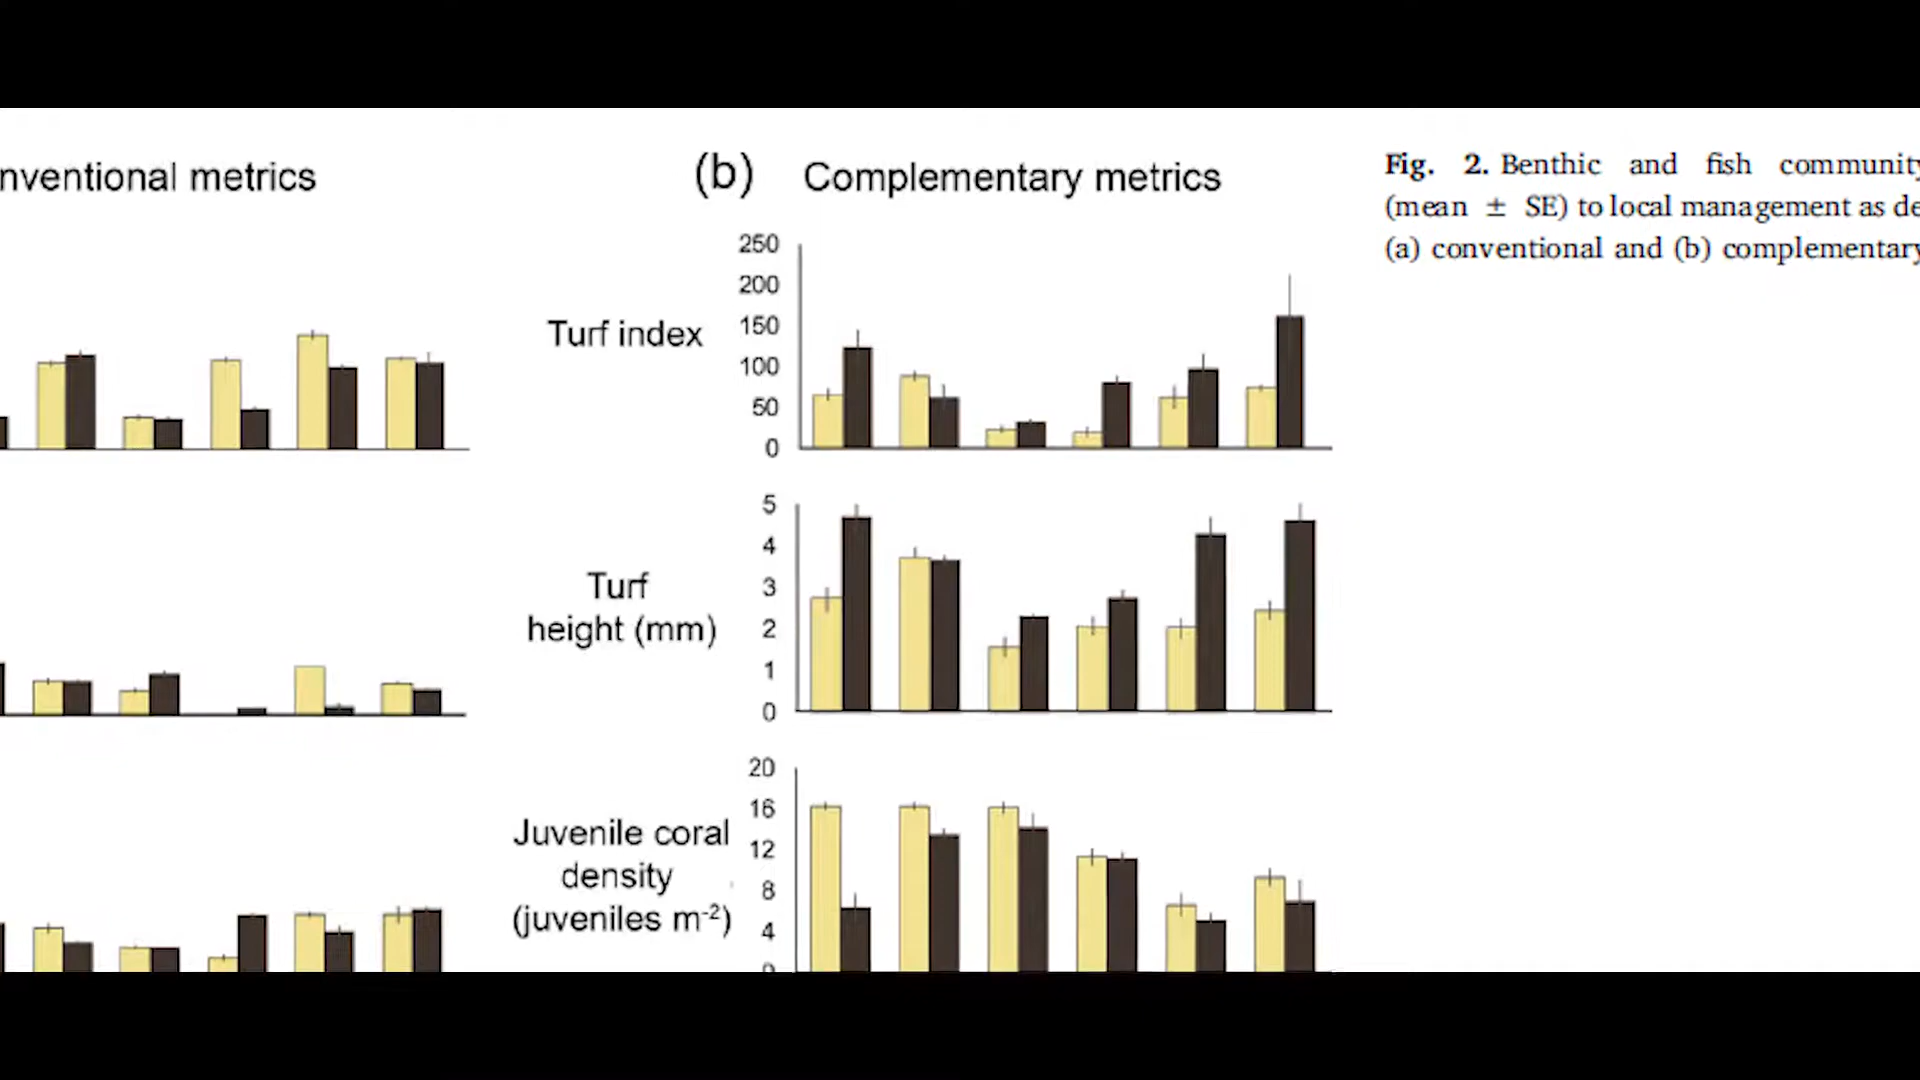 nventional metrics
(b) Complementary metrics
Turf index
250
200
150
100
50
0
Turf
height (mm)
5
4
3
2
1
0
Juvenile coral
density
(juveniles m⁻²)
20
16
12
8
4
0
Fig. 2. Benthic and fish community
(mean ± SE) to local management as de
(a) conventional and (b) complementary